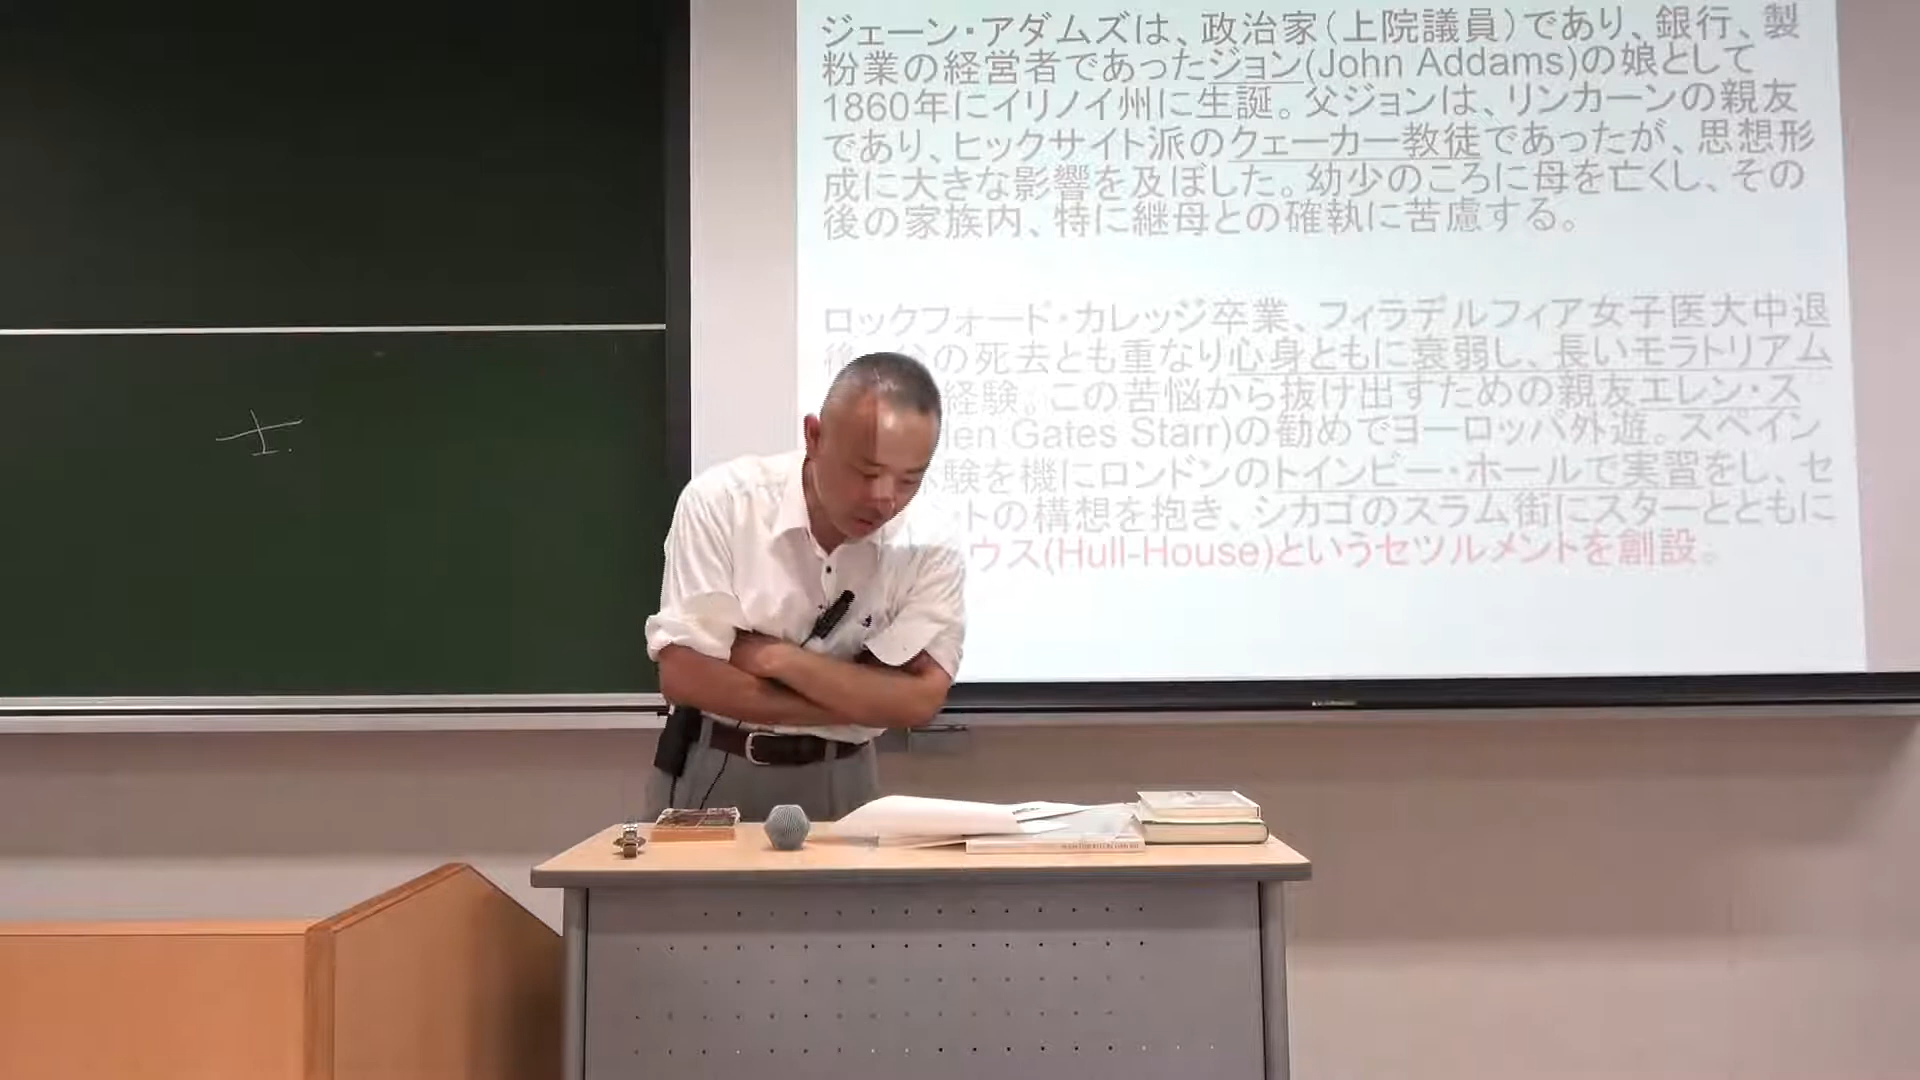 ジェーン・アダムズは、政治家(上院議員)であり、銀行、製
粉業の経営者であったジョン(John Addams)の娘として
1860年にイリノイ州に生誕。父ジョンは、リンカーンの親友
であり、ヒックサイト派のクェーカー教徒であったが、思想形
成に大きな影響を及ぼした。幼少のころに母を亡くし、その
後の家族内、特に継母との確執に苦慮する。
ロックフォード・カレッジ卒業、フィラデルフィア女子医大中退
の死去とも重なり心身ともに衰弱し、長いモラトリアム
経験。この苦悩から抜け出すための親友エレン・ス
len Gates Starr)の勧めでヨーロッパ外遊。スペイン
験を機にロンドンのトインビー・ホールで実習をし、セ
トの構想を抱き、シカゴのスラム街にスターとともに
ウス(Hull-House)というセツルメントを創設。